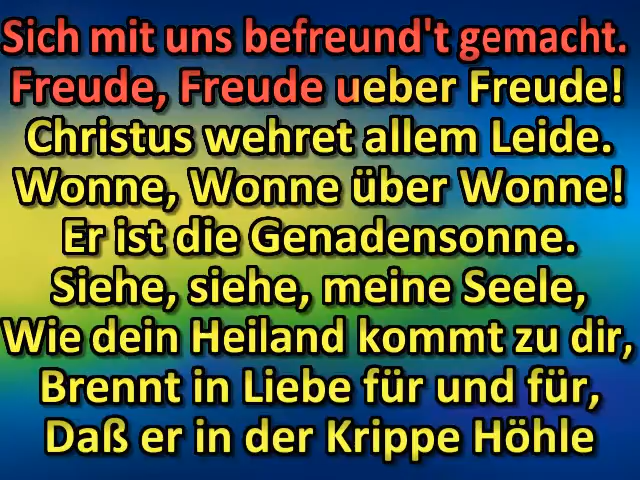 Sich mit uns befreund't gemacht.
Freude, Freude ueber Freude!
Christus wehret allem Leide.
Wonne, Wonne über Wonne!
Er ist die Genadensonne.
Siehe, siehe, meine Seele,
Wie dein Heiland kommt zu dir,
Brennt in Liebe für und für,
Daß er in der Krippe Höhle